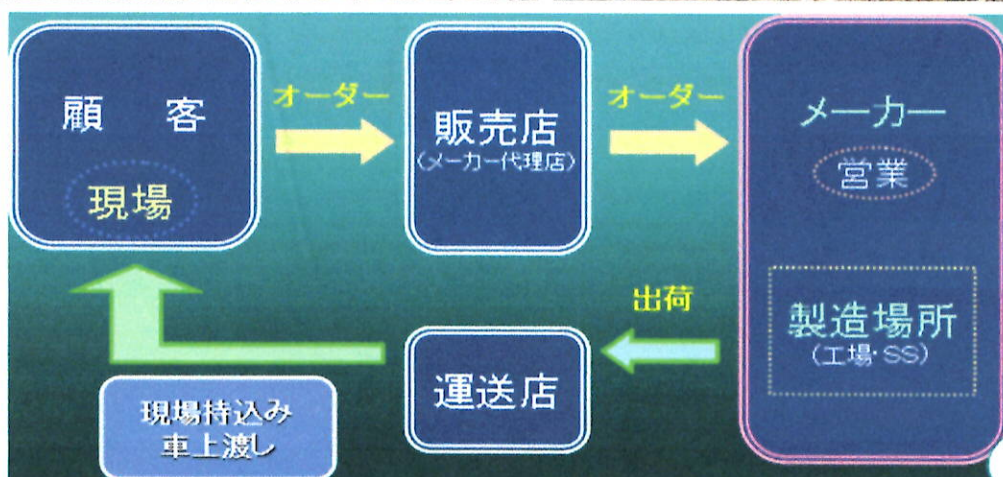 顧　客
現場
オーダー
販売店
（メーカー代理店）
オーダー
メーカー
営業
製造場所
（工場・SS）
出荷
運送店
現場持込み
車上渡し